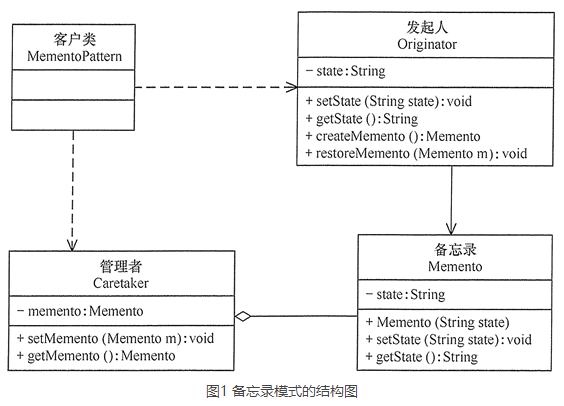 客户类
MementoPattern
发起人
Originator
− state:String
+ setState (String state):void
+ getState ():String
+ createMemento ():Memento
+ restoreMemento (Memento m):void
管理者
Caretaker
− memento:Memento
+ setMemento (Memento m):void
+ getMemento ():Memento
备忘录
Memento
− state:String
+ Memento (String state)
+ setState (String state):void
+ getState ():String
图1 备忘录模式的结构图